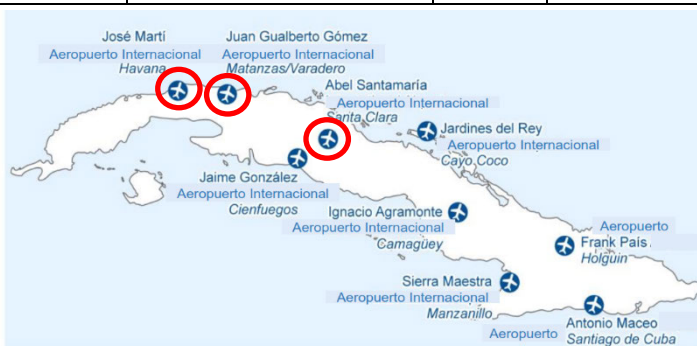 José Martí
Aeropuerto Internacional
Havana
Juan Gualberto Gómez
Aeropuerto Internacional
Matanzas/Varadero
Abel Santamaría
Aeropuerto Internacional
Santa Clara
Jardines del Rey
Aeropuerto Internacional
Cayo Coco
Jaime González
Aeropuerto Internacional
Cienfuegos
Ignacio Agramonte
Aeropuerto Internacional
Camagüey
Aeropuerto
Frank País
Holguin
Sierra Maestra
Aeropuerto Internacional
Manzanillo
Antonio Maceo
Aeropuerto
Santiago de Cuba